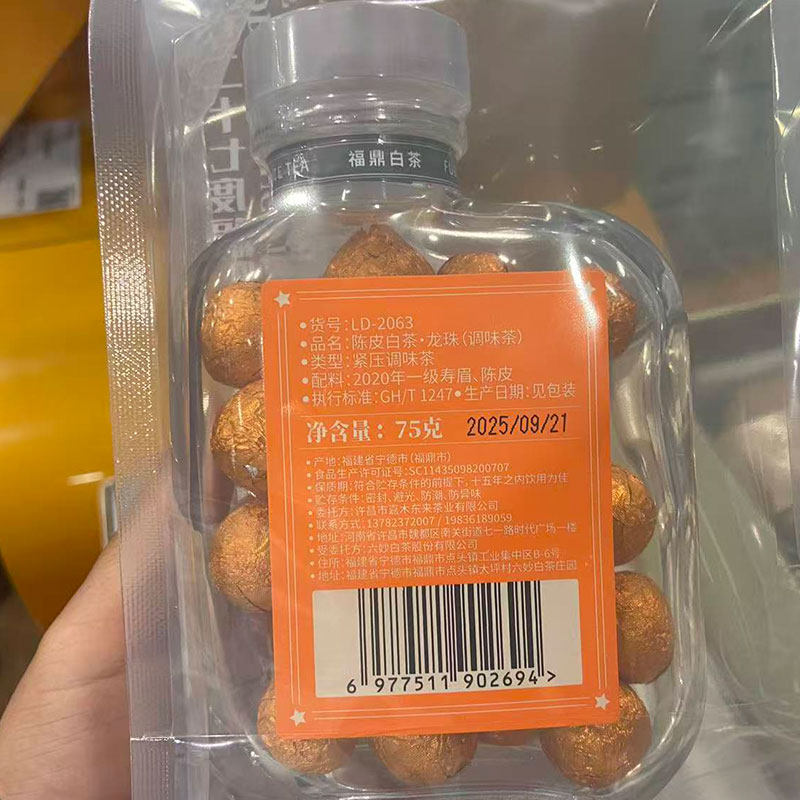 二十七度
福鼎白茶
TEA
•货号:LD-2063
•品名:陈皮白茶·龙珠(调味茶)
•类型:紧压调味茶
•配料:2020年一级寿眉、陈皮
•执行标准:GH/T 1247•生产日期:见包装
净含量:75克 2025/09/21
•产地:福建省宁德市(福鼎市)
•食品生产许可证号:SC11435098200707
•保质期:符合贮存条件的前提下,十五年之内饮用为佳
•贮存条件:密封、避光、防潮、防异味
•委托方:许昌市嘉木东来茶业有限公司
•联系方式:13782372007 / 19836189059
•地址:河南省许昌市魏都区南关街道七一路时代广场一楼
•受委托方:六妙白茶股份有限公司
•住所:福建省宁德市福鼎市点头镇工业集中区B-6号
•地址:福建省宁德市福鼎市点头镇大坪村六妙白茶庄园
6 977511 902694 >